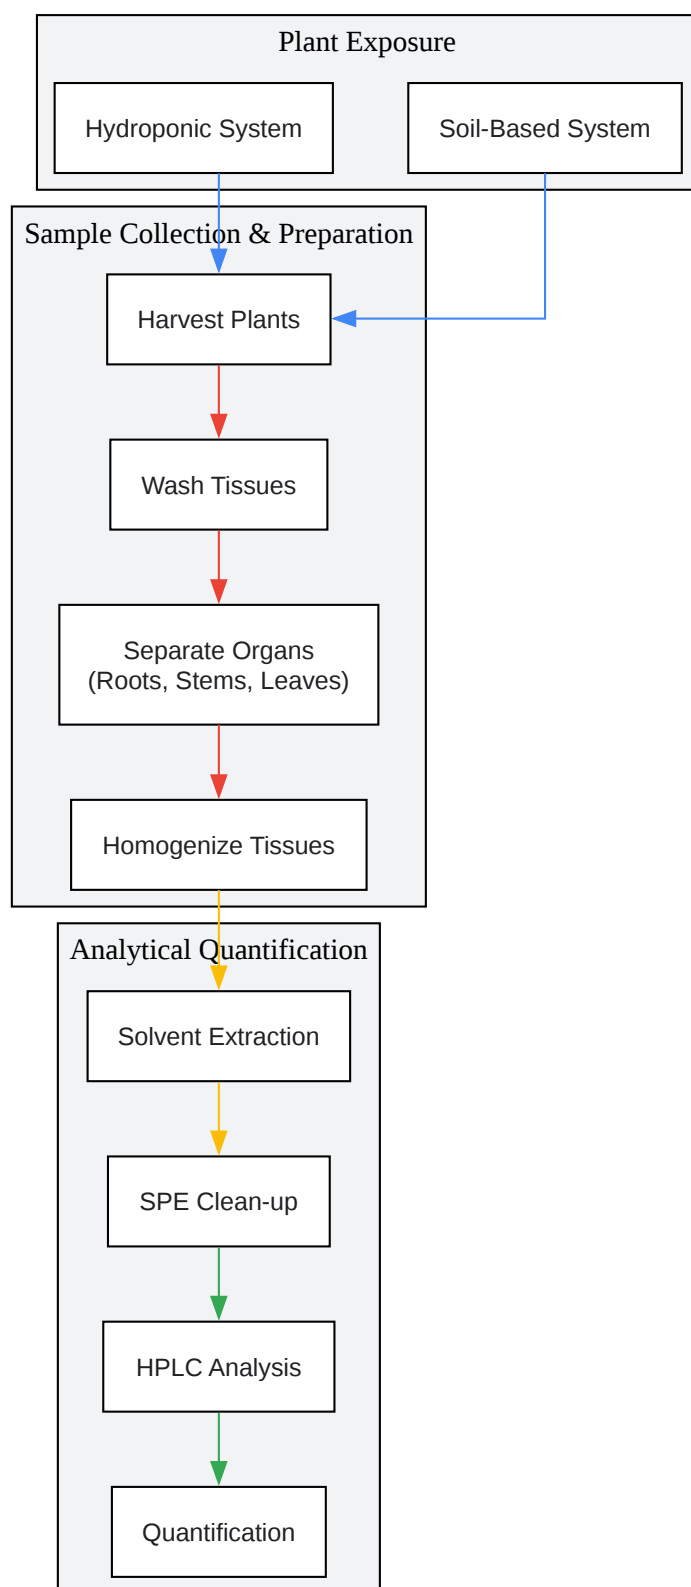 Plant Exposure
Hydroponic System
Soil-Based System
Sample Collection & Preparation
Harvest Plants
Wash Tissues
Separate Organs
(Roots, Stems, Leaves)
Homogenize Tissues
Analytical Quantification
Solvent Extraction
SPE Clean-up
HPLC Analysis
Quantification